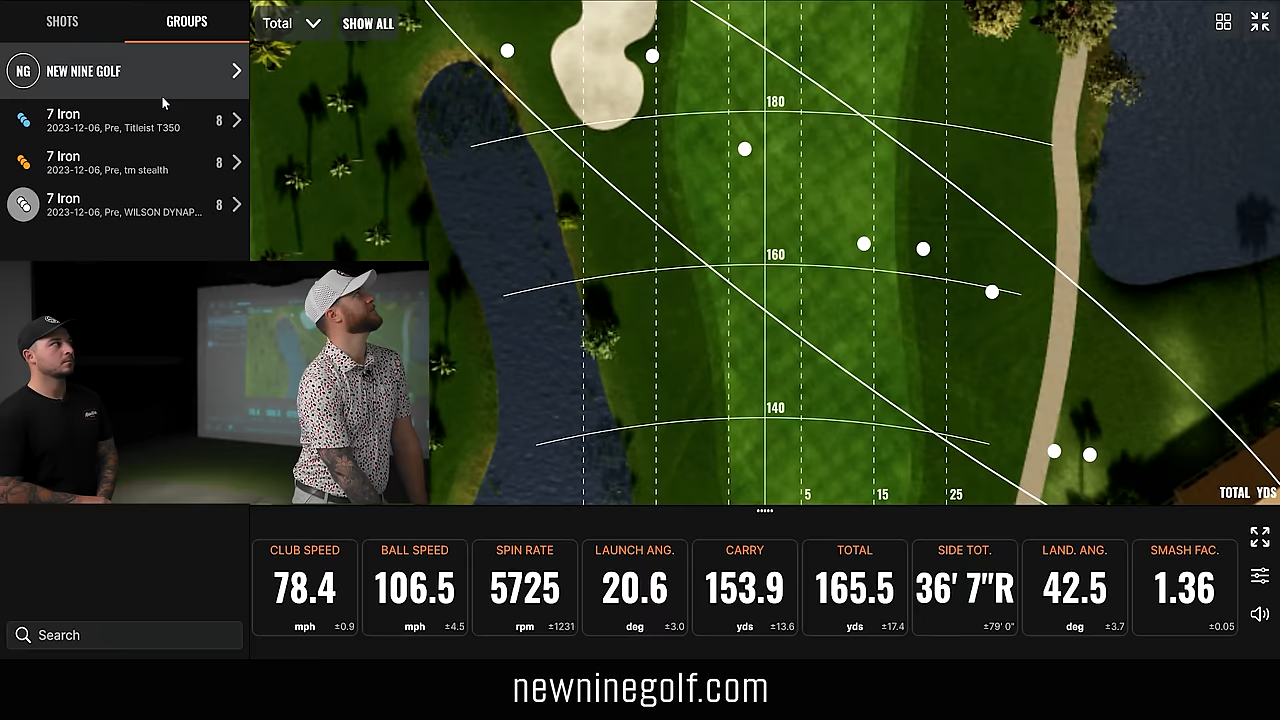 SHOTS
GROUPS
NG
NEW NINE GOLF
7 Iron
2023-12-06, Pre, Titleist T350
8
7 Iron
2023-12-06, Pre, tm stealth
8
7 Iron
2023-12-06, Pre, WILSON DYNAP...
8
Total
SHOW ALL
180
160
140
5
15
25
TOTAL YDS
CLUB SPEED
78.4
mph ±0.9
BALL SPEED
106.5
mph ±4.5
SPIN RATE
5725
rpm ±1231
LAUNCH ANG.
20.6
deg ±3.0
CARRY
153.9
yds ±13.6
TOTAL
165.5
yds ±17.4
SIDE TOT.
36' 7"R
±79' 0"
LAND. ANG.
42.5
deg ±3.7
SMASH FAC.
1.36
±0.05
Search
newninegolf.com